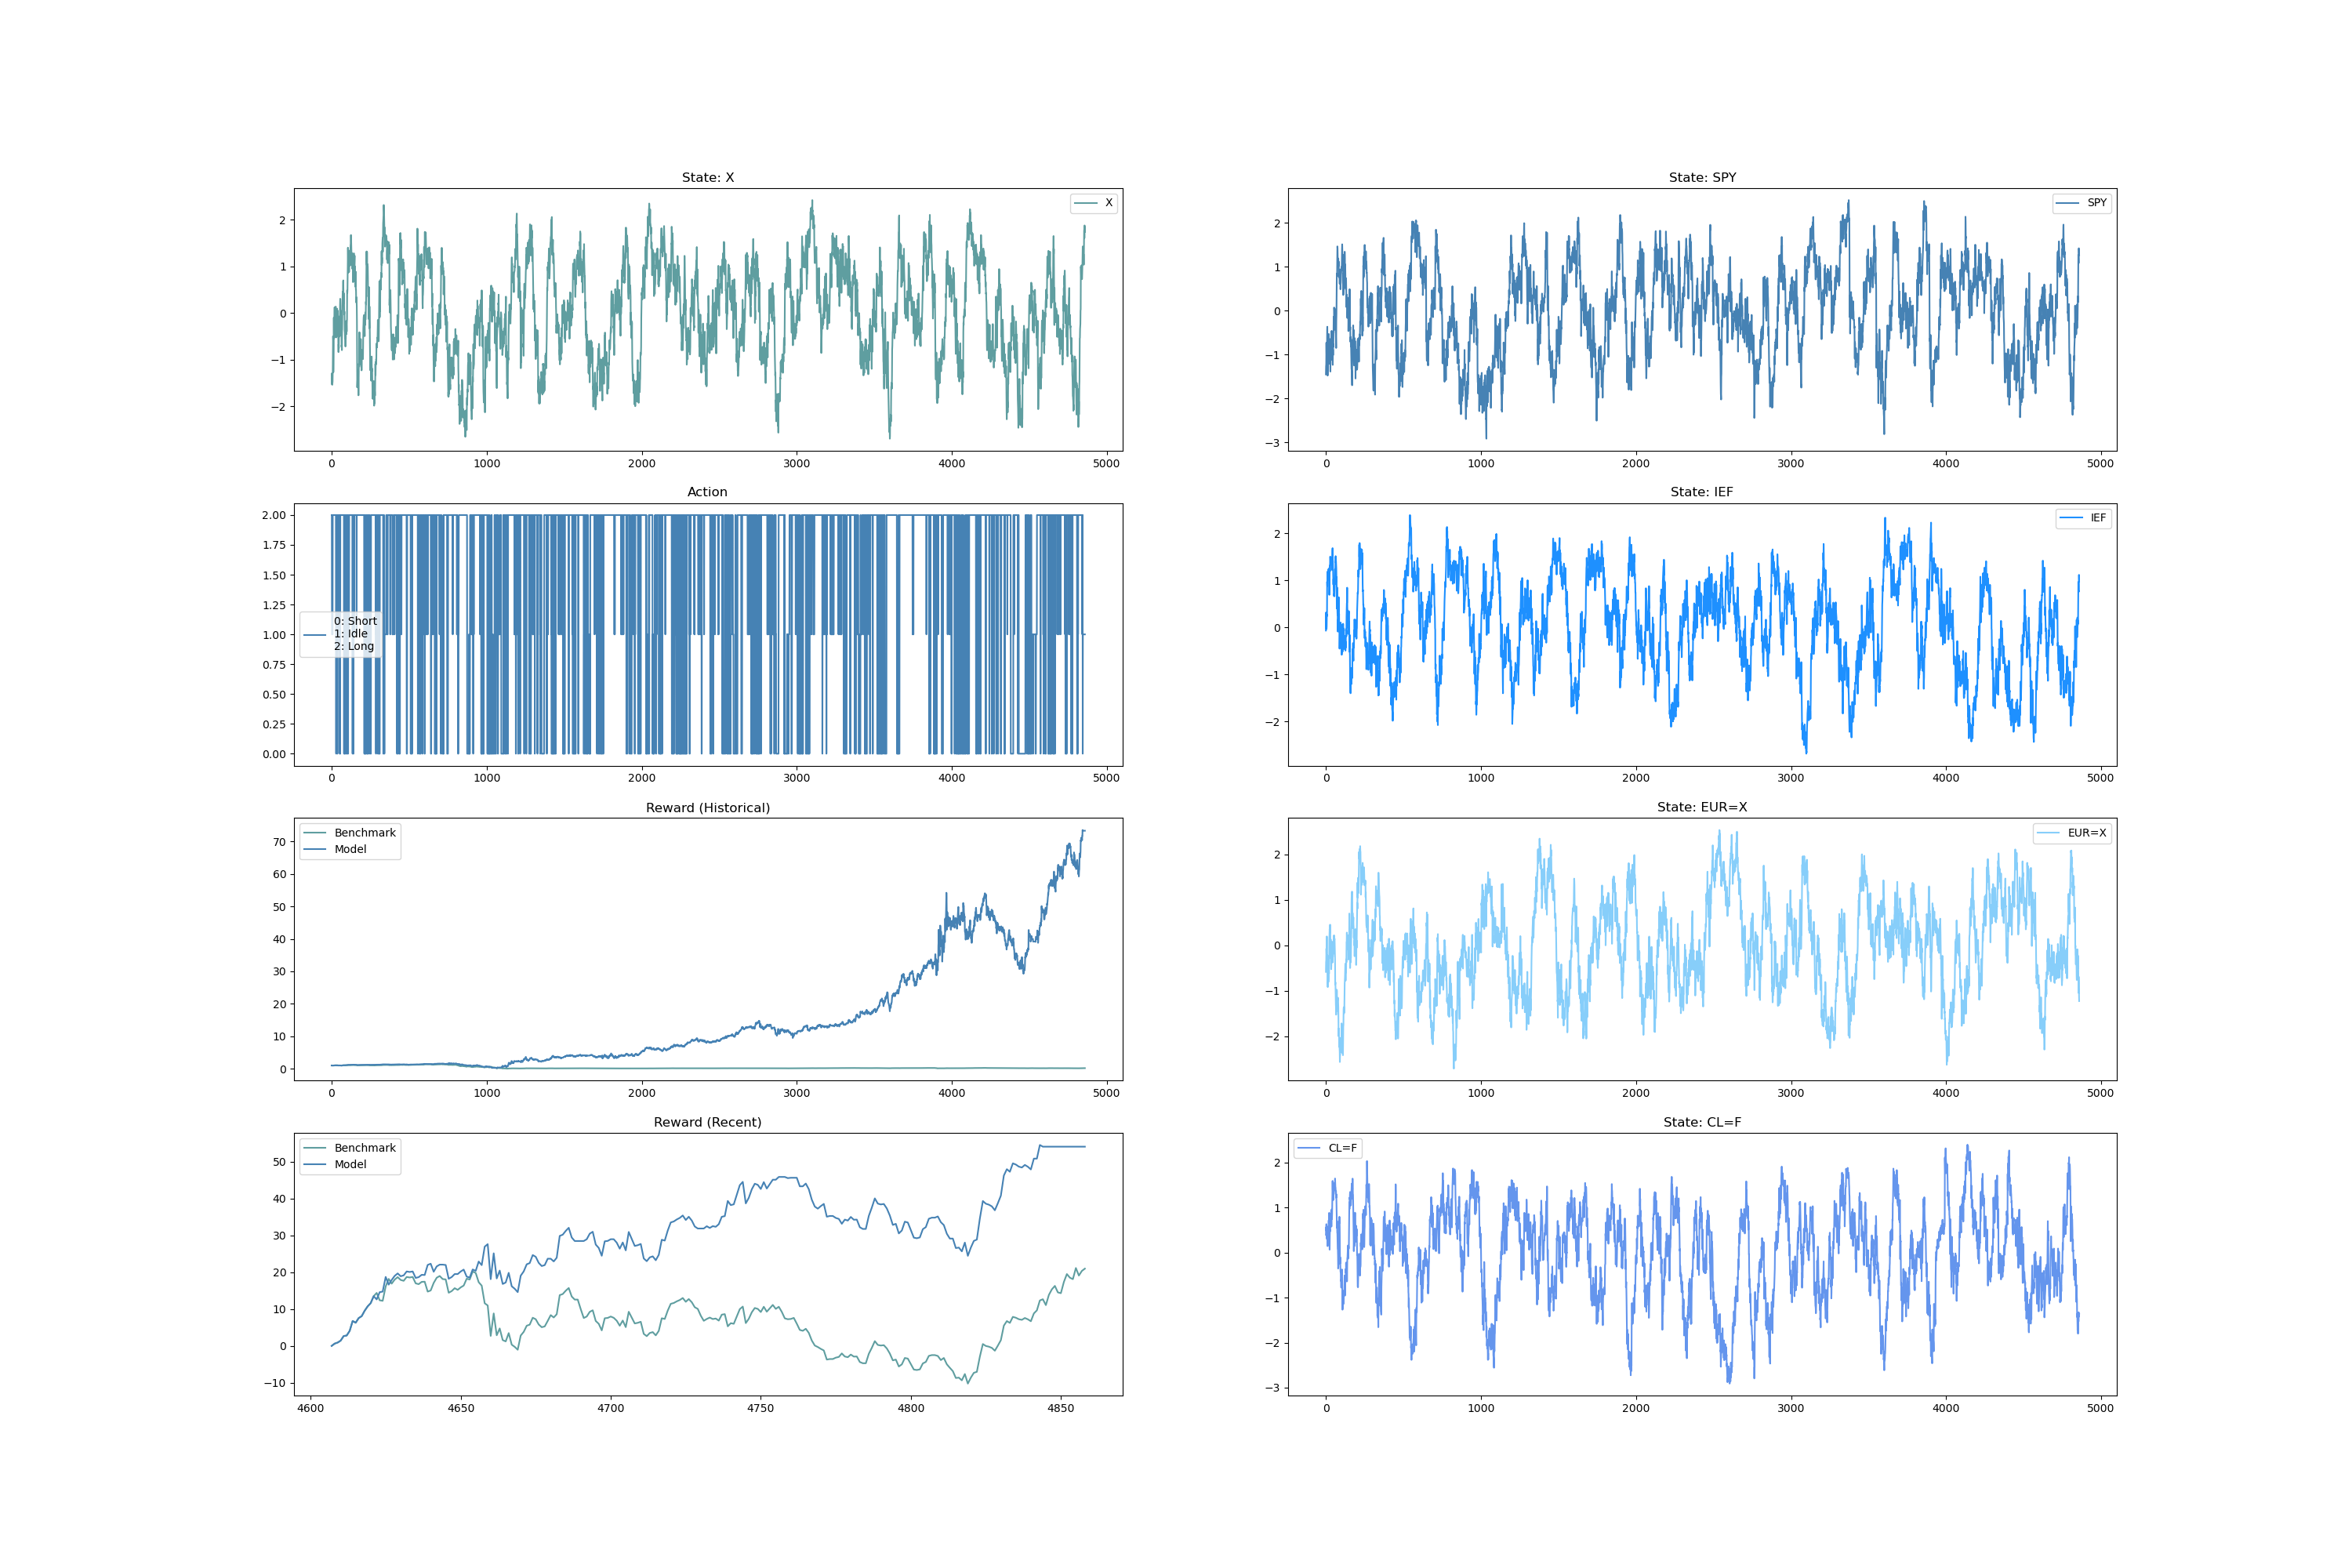 State: X
X
2
1
0
−1
−2
0 1000 2000 3000 4000 5000
State: SPY
SPY
2
1
0
−1
−2
−3
0 1000 2000 3000 4000 5000
Action
2.00
1.75
1.50
1.25
1.00
0.75
0.50
0.25
0.00
0: Short
1: Idle
2: Long
0 1000 2000 3000 4000 5000
State: IEF
IEF
2
1
0
−1
−2
0 1000 2000 3000 4000 5000
Reward (Historical)
Benchmark
Model
70
60
50
40
30
20
10
0
0 1000 2000 3000 4000 5000
State: EUR=X
EUR=X
2
1
0
−1
−2
0 1000 2000 3000 4000 5000
Reward (Recent)
Benchmark
Model
50
40
30
20
10
0
−10
4600 4650 4700 4750 4800 4850
State: CL=F
CL=F
2
1
0
−1
−2
−3
0 1000 2000 3000 4000 5000